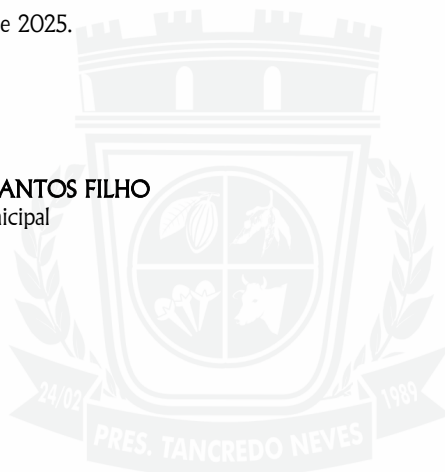 e 2025.
ANTOS FILHO
icipal
24/02
1989
PRES. TANCREDO NEVES